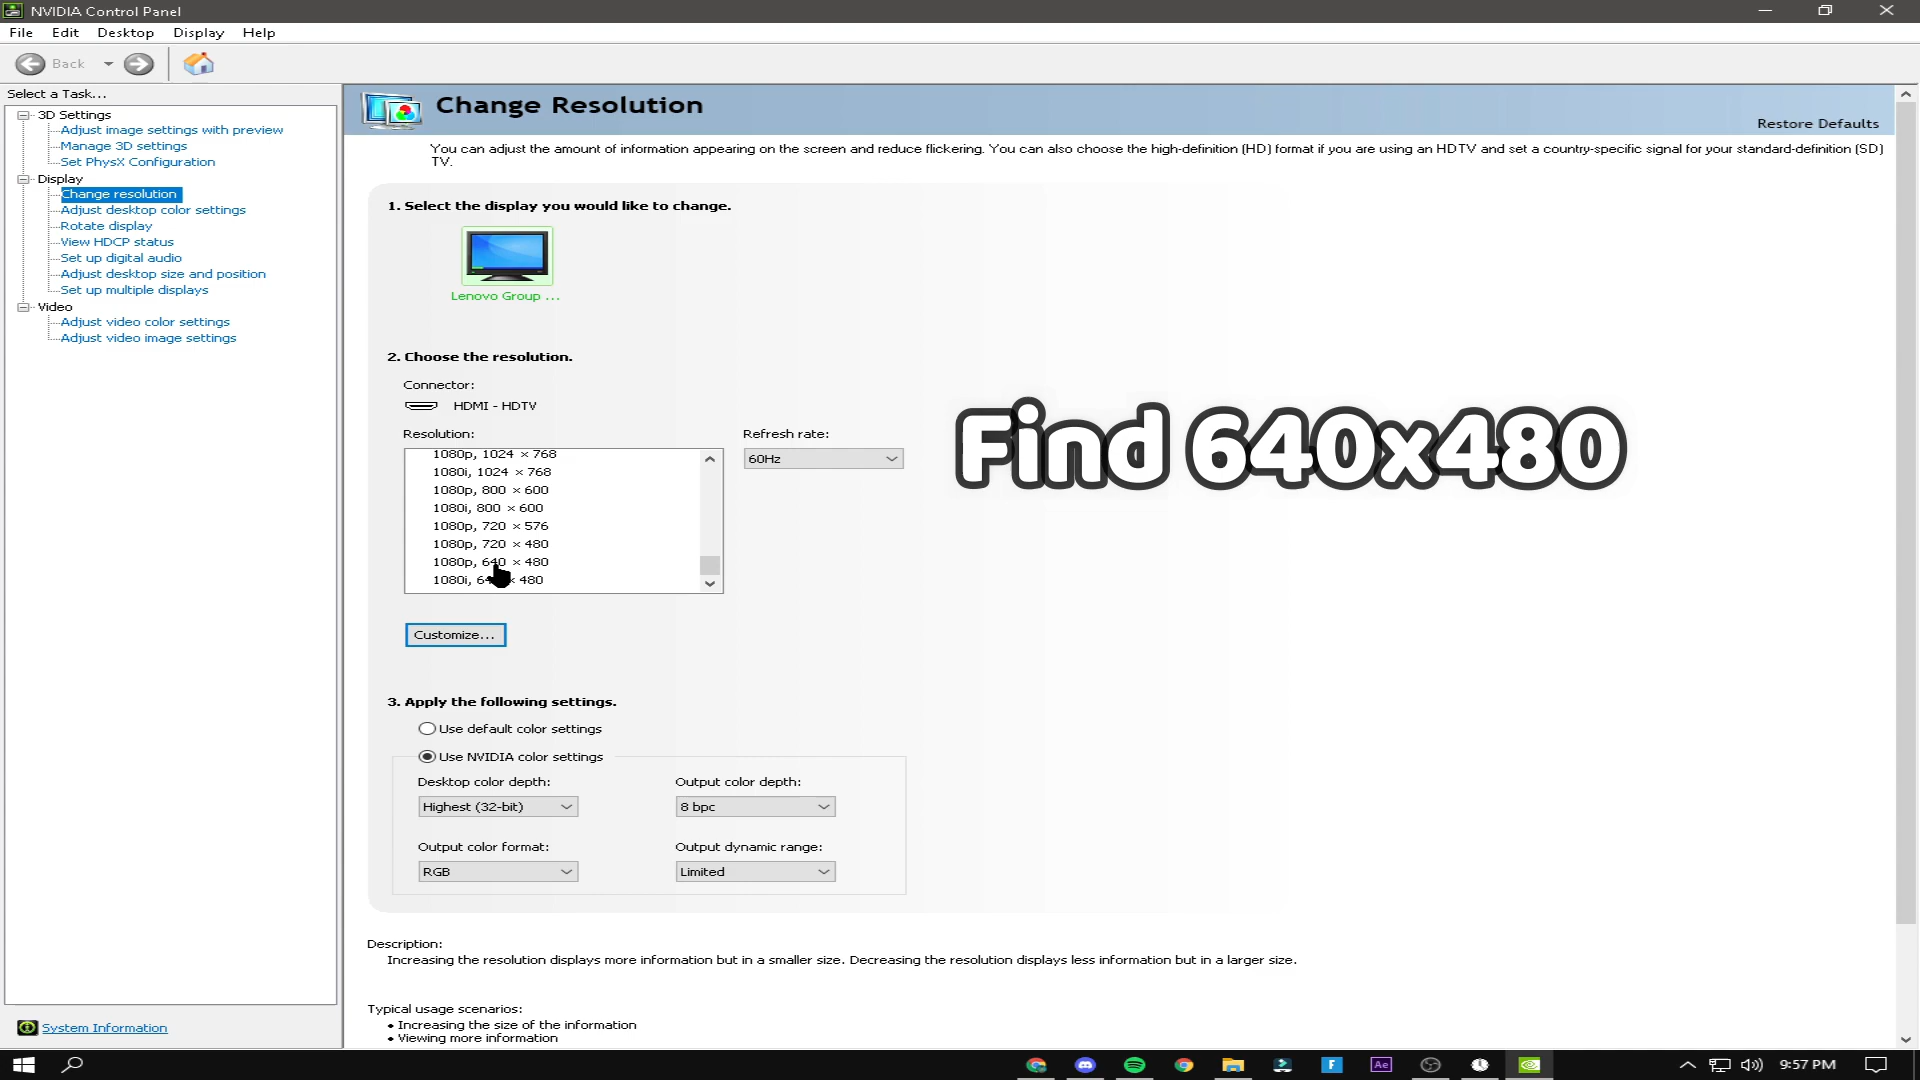 NVIDIA Control Panel
File Edit Desktop Display Help
Back
Select a Task...
3D Settings
Adjust image settings with preview
Manage 3D settings
Set PhysX Configuration
Display
Change resolution
Adjust desktop color settings
Rotate display
View HDCP status
Set up digital audio
Adjust desktop size and position
Set up multiple displays
Video
Adjust video color settings
Adjust video image settings
System Information
Change Resolution
Restore Defaults
You can adjust the amount of information appearing on the screen and reduce flickering. You can also choose the high-definition (HD) format if you are using an HDTV and set a country-specific signal for your standard-definition (SD)
TV.
1. Select the display you would like to change.
Lenovo Group ...
2. Choose the resolution.
Connector:
HDMI - HDTV
Resolution:
1080p, 1024 × 768
1080i, 1024 × 768
1080p, 800 × 600
1080i, 800 × 600
1080p, 720 × 576
1080p, 720 × 480
1080p, 640 × 480
1080i, × 480
Refresh rate:
60Hz
Find 640x480
Customize...
3. Apply the following settings.
Use default color settings
Use NVIDIA color settings
Desktop color depth:
Highest (32-bit)
Output color depth:
8 bpc
Output color format:
RGB
Output dynamic range:
Limited
Description:
Increasing the resolution displays more information but in a smaller size. Decreasing the resolution displays less information but in a larger size.
Typical usage scenarios:
• Increasing the size of the information
• Viewing more information
F
Ae
9:57 PM